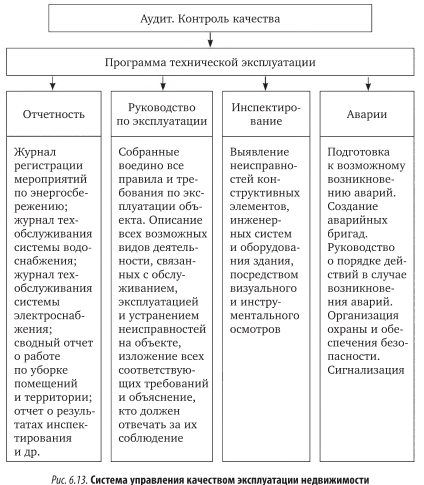 Аудит. Контроль качества
Программа технической эксплуатации
Отчетность
Журнал
регистрации
мероприятий
по энергосбе-
режению;
журнал тех-
обслуживания
системы водо-
снабжения;
журнал тех-
обслуживания
системы
электроснаб-
жения;
сводный отчет
о работе
по уборке
помещений
и территории;
отчет о резуль-
татах инспек-
тирования
и др.
Руководство
по эксплуатации
Собранные
воедино все
правила и тре-
бования по экс-
плуатации объ-
екта. Описание
всех возможных
видов деятель-
ности, связан-
ных с обслу-
живанием,
эксплуатацией
и устранением
неисправностей
на объекте,
изложение всех
соответствую-
щих требований
и объяснение,
кто должен
отвечать за их
соблюдение
Инспектиро-
вание
Выявление
неисправно-
стей кон-
структивных
элементов,
инженер-
ных систем
и оборудова-
ния здания,
посредством
визуального
и инстру-
ментального
осмотров
Аварии
Подготовка
к возможному
возникнове-
нию аварий.
Создание
аварийных
бригад.
Руководство
о порядке дей-
ствий в случае
возникнове-
ния аварий.
Организация
охраны и обе-
спечения безо-
пасности.
Сигнализация
Рис. 6.13. Система управления качеством эксплуатации недвижимости